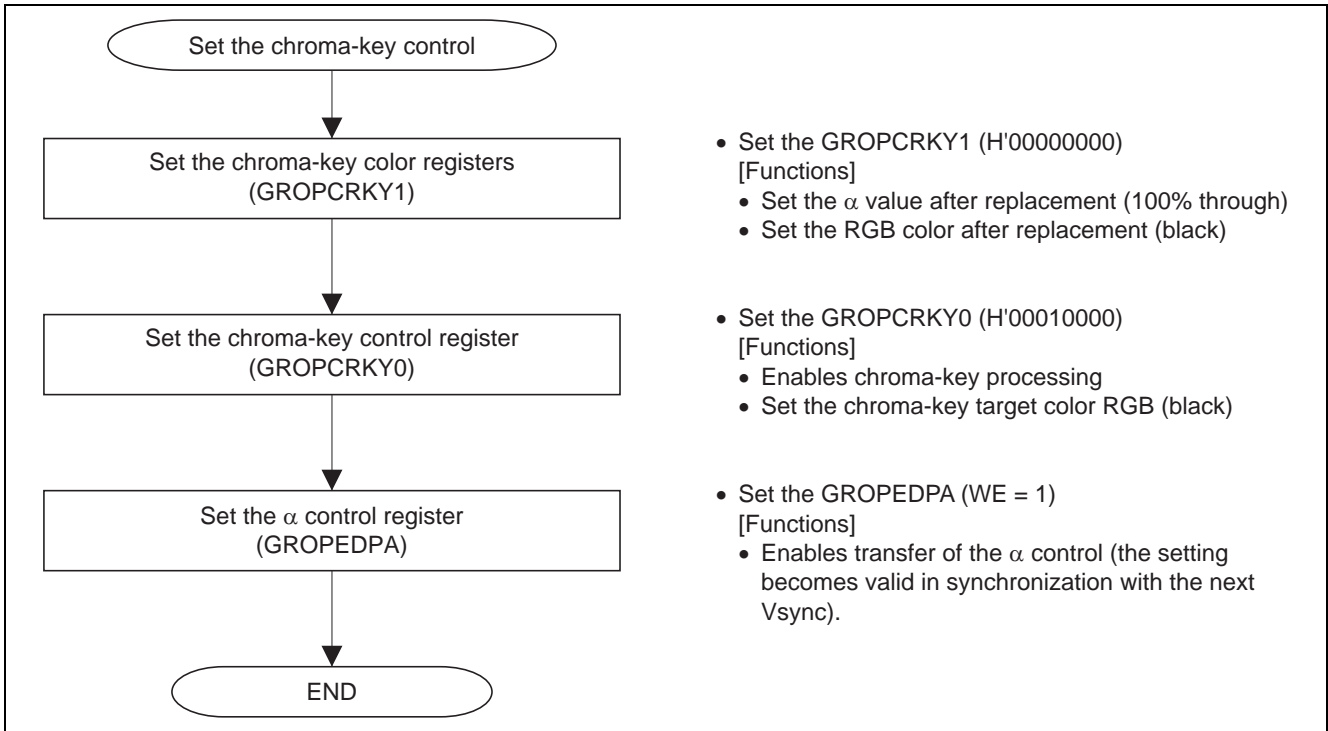 Set the chroma-key control
Set the chroma-key color registers
(GROPCRKY1)
• Set the GROPCRKY1 (H'00000000)
[Functions]
• Set the α value after replacement (100% through)
• Set the RGB color after replacement (black)
Set the chroma-key control register
(GROPCRKY0)
• Set the GROPCRKY0 (H'00010000)
[Functions]
• Enables chroma-key processing
• Set the chroma-key target color RGB (black)
Set the α control register
(GROPEDPA)
• Set the GROPEDPA (WE = 1)
[Functions]
• Enables transfer of the α control (the setting
becomes valid in synchronization with the next
Vsync).
END